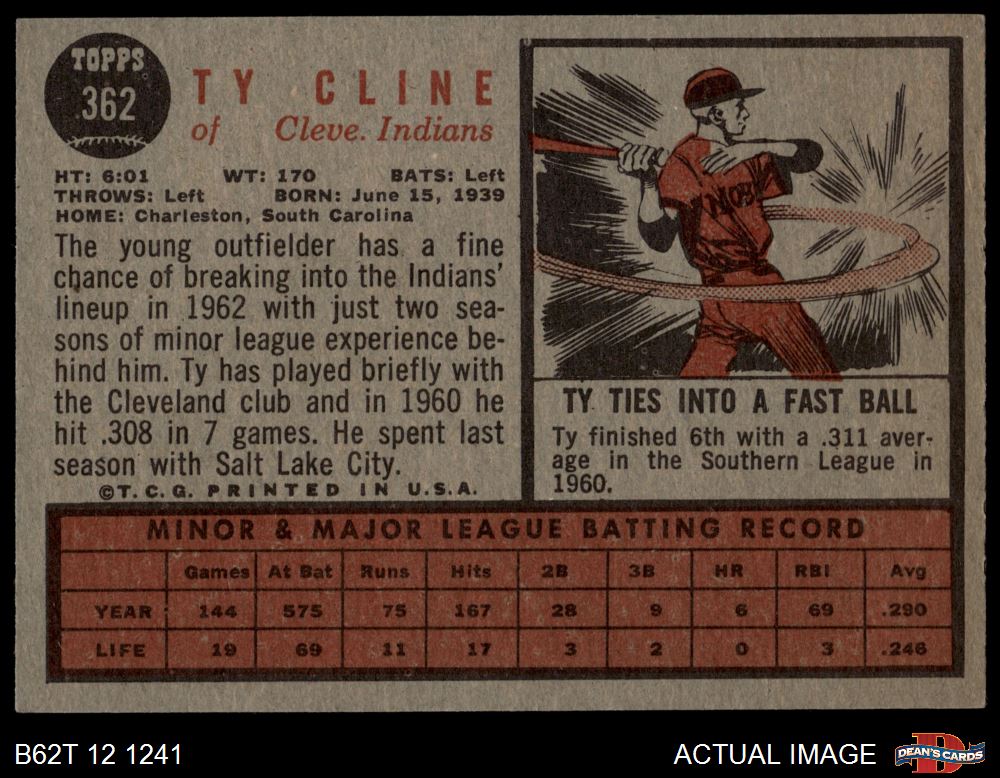 TOPPS
362
TY CLINE
of Cleve. Indians
HT: 6:01 WT: 170 BATS: Left
THROWS: Left BORN: June 15, 1939
HOME: Charleston, South Carolina
The young outfielder has a fine
chance of breaking into the Indians'
lineup in 1962 with just two sea-
sons of minor league experience be-
hind him. Ty has played briefly with
the Cleveland club and in 1960 he
hit .308 in 7 games. He spent last
season with Salt Lake City.
©T.C.G. PRINTED IN U.S.A.
TY TIES INTO A FAST BALL
Ty finished 6th with a .311 aver-
age in the Southern League in
1960.
MINOR & MAJOR LEAGUE BATTING RECORD
Games At Bat Runs Hits 2B 3B HR RBI Avg
YEAR 144 575 75 167 28 9 6 69 .290
LIFE 19 69 11 17 3 2 0 3 .246
B62T 12 1241
ACTUAL IMAGE
DEAN'S CARDS